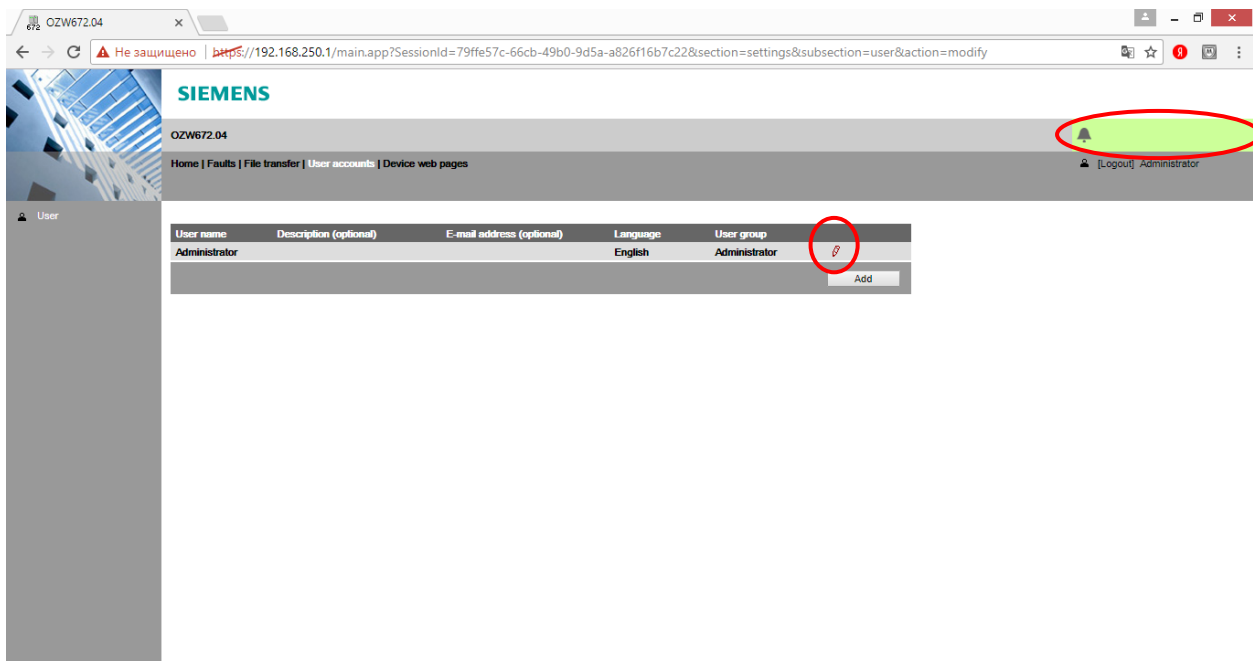 672 OZW672.04
Не защищено | https://192.168.250.1/main.app?SessionId=79ffe57c-66cb-49b0-9d5a-a826f16b7c22&section=settings&subsection=user&action=modify
SIEMENS
OZW672.04
Home | Faults | File transfer | User accounts | Device web pages
[Logout] Administrator
User
User name Description (optional) E-mail address (optional) Language User group
Administrator English Administrator
Add